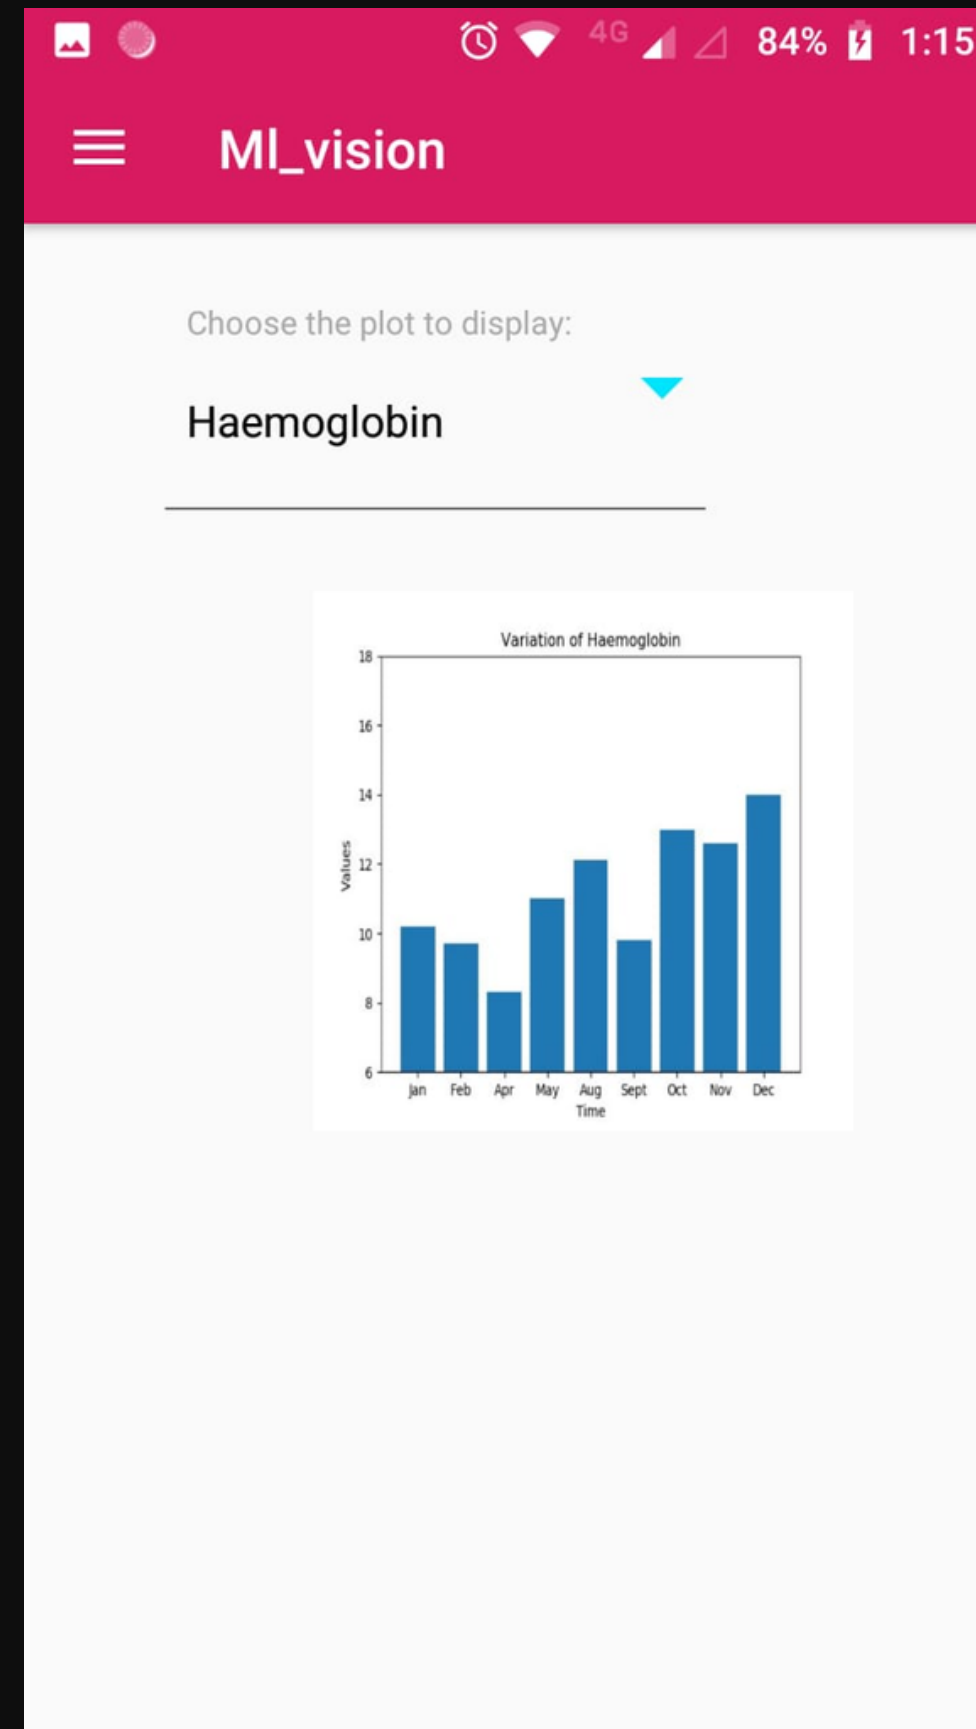 4G 84% 1:15
Ml_vision
Choose the plot to display:
Haemoglobin
Variation of Haemoglobin
18
16
14
12
10
8
6
Values
Jan Feb Apr May Aug Sept Oct Nov Dec
Time